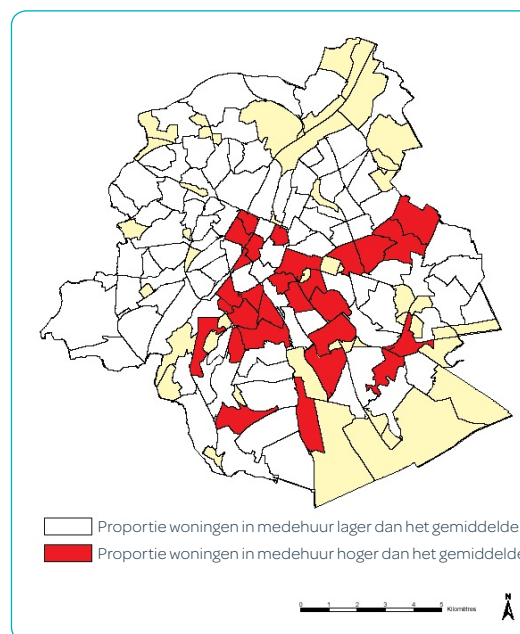 Proportie woningen in medehuur lager dan het gemiddelde
Proportie woningen in medehuur hoger dan het gemiddelde
0 1 2 3 4 5 Kilomètres
N